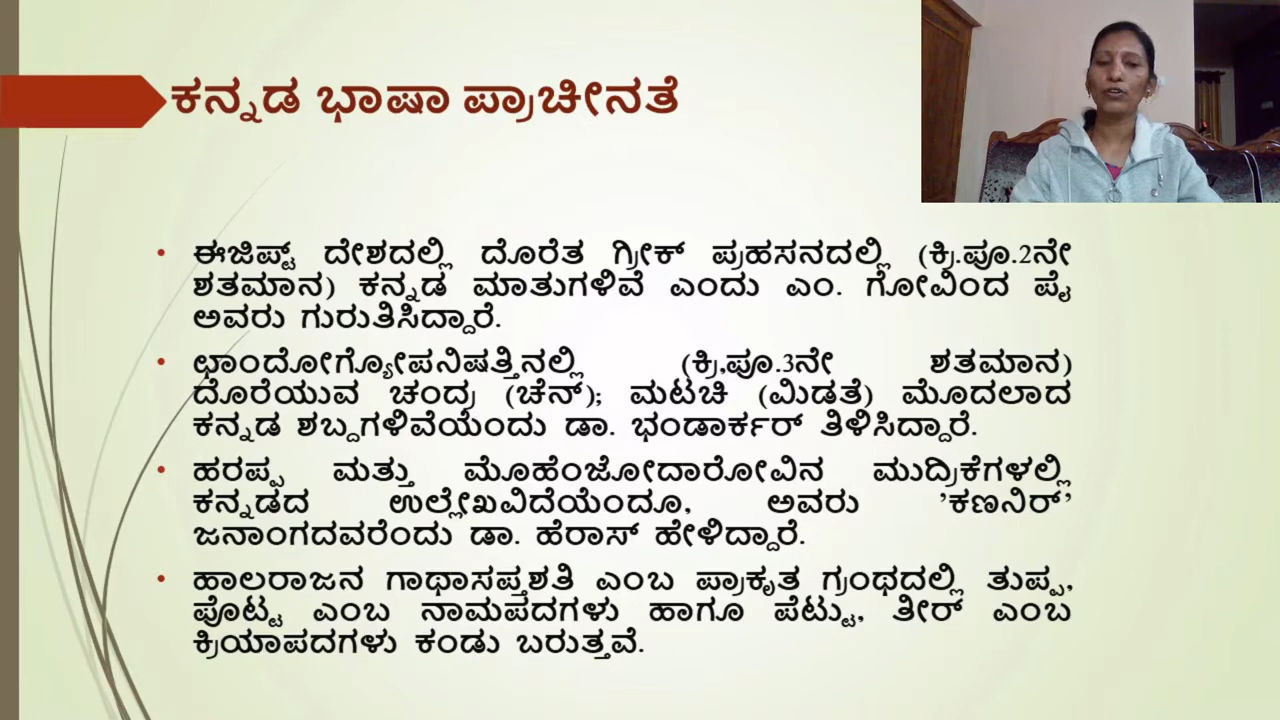 ಕನ್ನಡ ಭಾಷಾ ಪ್ರಾಚೀನತೆ
• ಈಜಿಪ್ಟ್ ದೇಶದಲ್ಲಿ ದೊರೆತ ಗ್ರೀಕ್ ಪ್ರಹಸನದಲ್ಲಿ (ಕ್ರಿ.ಪೂ.2ನೇ
ಶತಮಾನ) ಕನ್ನಡ ಮಾತುಗಳಿವೆ ಎಂದು ಎಂ. ಗೋವಿಂದ ಪೈ
ಅವರು ಗುರುತಿಸಿದ್ದಾರೆ.
• ಛಾಂದೋಗ್ಯೋಪನಿಷತ್ತಿನಲ್ಲಿ (ಕ್ರಿ,ಪೂ.3ನೇ ಶತಮಾನ)
ದೊರೆಯುವ ಚಂದ್ರ (ಚೆನ್); ಮಟಚಿ (ಮಿಡತೆ) ಮೊದಲಾದ
ಕನ್ನಡ ಶಬ್ದಗಳಿವೆಯೆಂದು ಡಾ. ಭಂಡಾರ್ಕರ್ ತಿಳಿಸಿದ್ದಾರೆ.
• ಹರಪ್ಪ ಮತ್ತು ಮೊಹೆಂಜೋದಾರೋವಿನ ಮುದ್ರಿಕೆಗಳಲ್ಲಿ
ಕನ್ನಡದ ಉಲ್ಲೇಖವಿದೆಯೆಂದೂ, ಅವರು ’ಕಣನಿರ್’
ಜನಾಂಗದವರೆಂದು ಡಾ. ಹೆರಾಸ್ ಹೇಳಿದ್ದಾರೆ.
• ಹಾಲರಾಜನ ಗಾಥಾಸಪ್ತಶತಿ ಎಂಬ ಪ್ರಾಕೃತ ಗ್ರಂಥದಲ್ಲಿ ತುಪ್ಪ,
ಪೊಟ್ಟ ಎಂಬ ನಾಮಪದಗಳು ಹಾಗೂ ಪೆಟ್ಟು, ತೀರ್ ಎಂಬ
ಕ್ರಿಯಾಪದಗಳು ಕಂಡು ಬರುತ್ತವೆ.